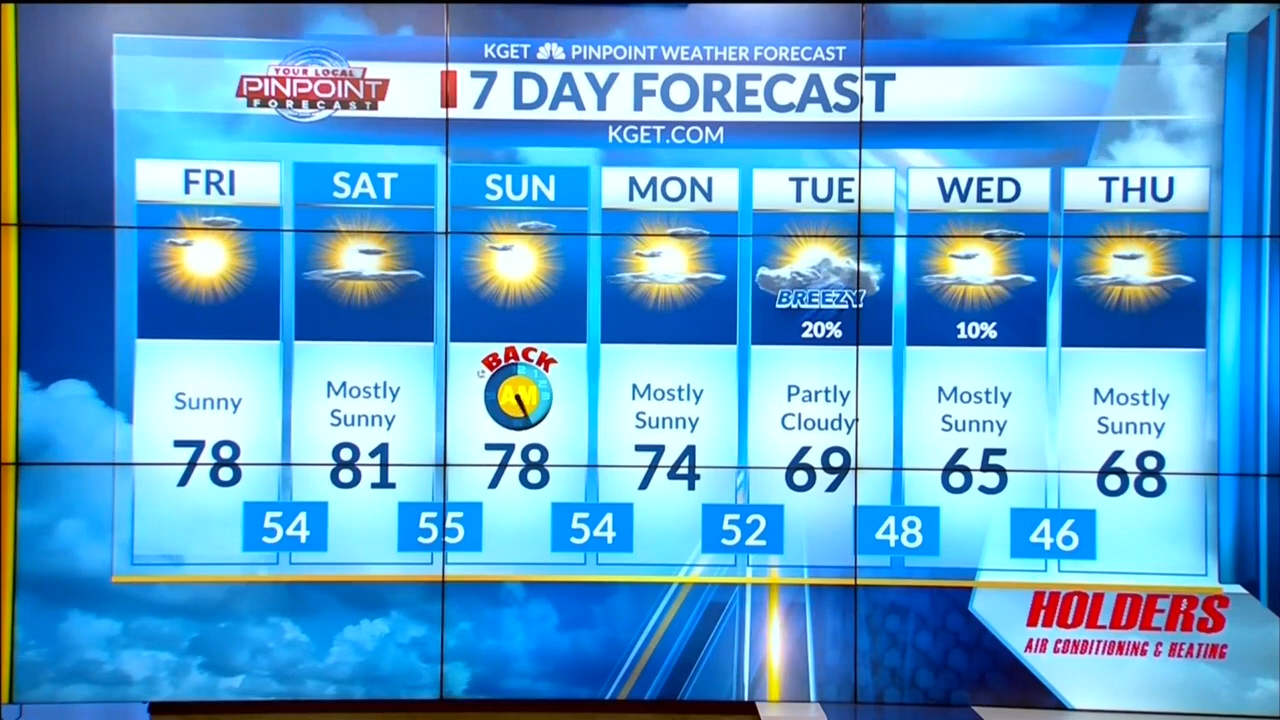 KGET PINPOINT WEATHER FORECAST
YOUR LOCAL
PINPOINT
FORECAST
7 DAY FORECAST
KGET.COM
FRI SAT SUN MON TUE WED THU
BREEZY
20% 10%
BACK
AM
Sunny
Mostly
Sunny
Mostly
Sunny
Partly
Cloudy
Mostly
Sunny
Mostly
Sunny
78 81 78 74 69 65 68
54 55 54 52 48 46
HOLDERS
AIR CONDITIONING & HEATING